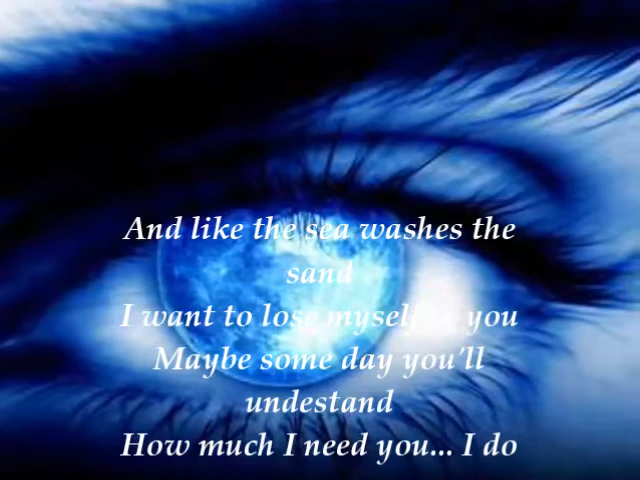 And like the sea washes the
sand
I want to lose myself you
Maybe some day you'll
undestand
How much I need you... I do